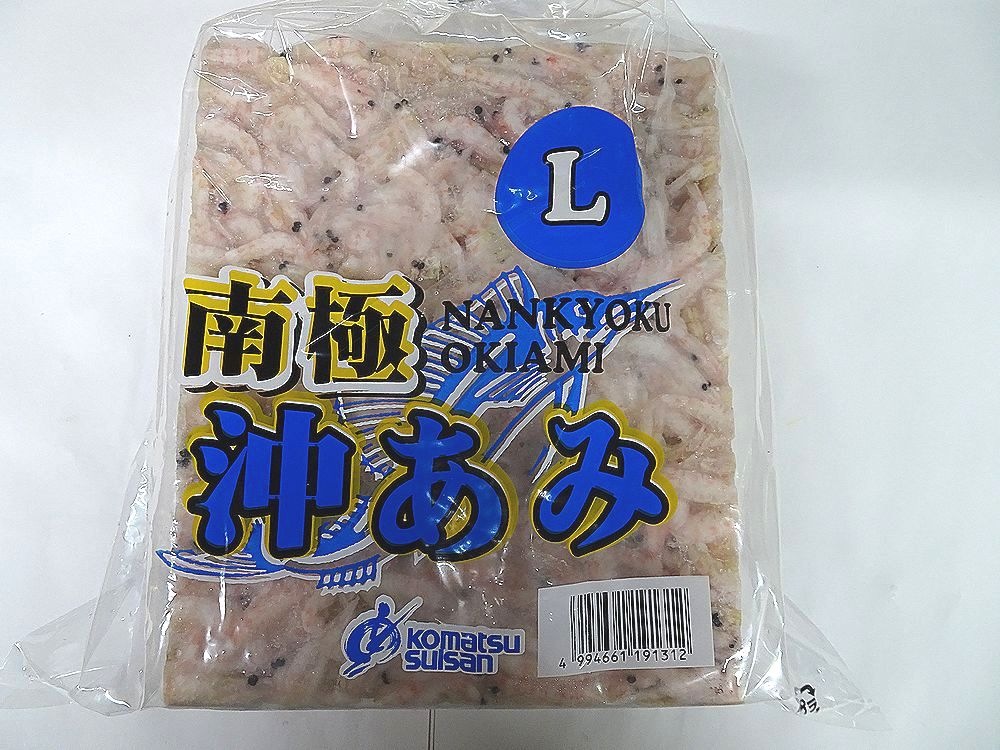 L
南極
NANKYOKU
OKIAMI
沖あみ
Komatsu
Suisan
4 994661 191312